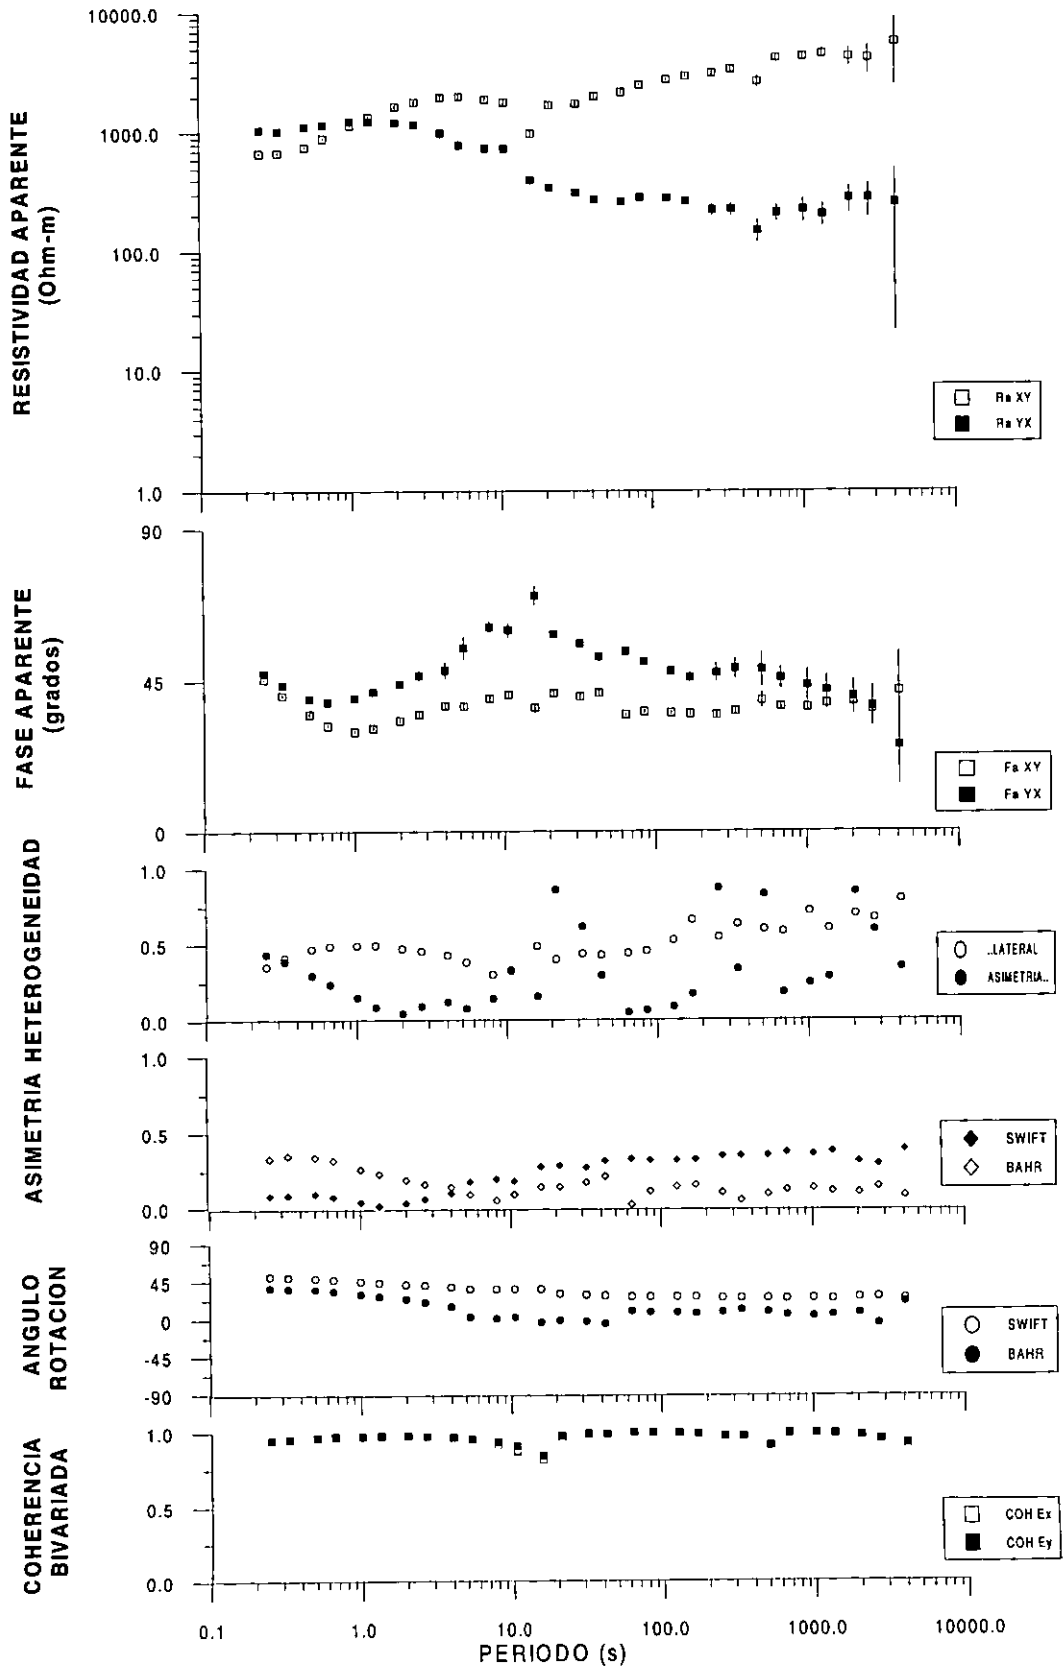 RESISTIVIDAD APARENTE
(Ohm-m)
10000.0
1000.0
100.0
10.0
1.0
Ra XY
Ra YX
FASE APARENTE
(grados)
90
45
0
Fa XY
Fa YX
ASIMETRIA HETEROGENEIDAD
1.0
0.5
0.0
..LATERAL
ASIMETRIA..
1.0
0.5
0.0
SWIFT
BAHR
ANGULO
ROTACION
90
45
0
-45
-90
SWIFT
BAHR
COHERENCIA
BIVARIADA
1.0
0.5
0.0
COH Ex
COH Ey
0.1
1.0
10.0
100.0
1000.0
10000.0
PERIODO (s)